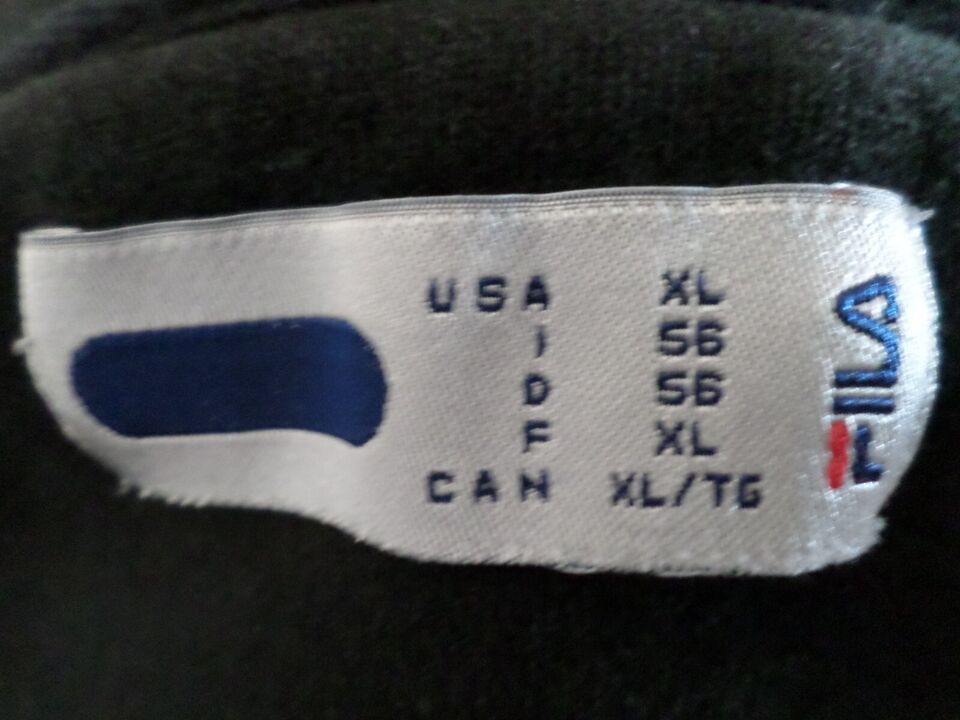 USA XL
I 56
D 56
F XL
CAN XL/TG
FILA